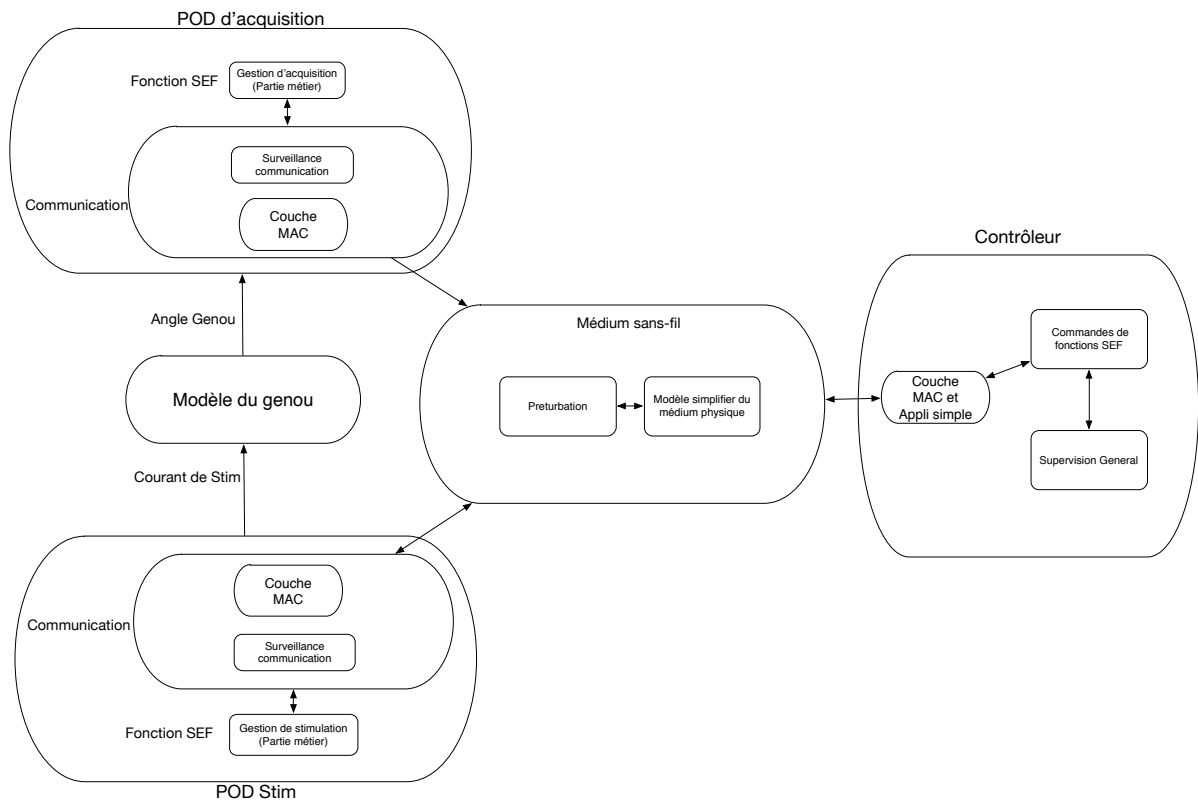 POD d'acquisition
Fonction SEF
Gestion d'acquisition
(Partie métier)
Surveillance
communication
Communication
Couche
MAC
Angle Genou
Modèle du genou
Courant de Stim
Médium sans-fil
Preturbation
Modèle simplifier du
médium physique
Contrôleur
Commandes de
fonctions SEF
Couche
MAC et
Appli simple
Supervision General
Couche
MAC
Communication
Surveillance
communication
Fonction SEF
Gestion de stimulation
(Partie métier)
POD Stim